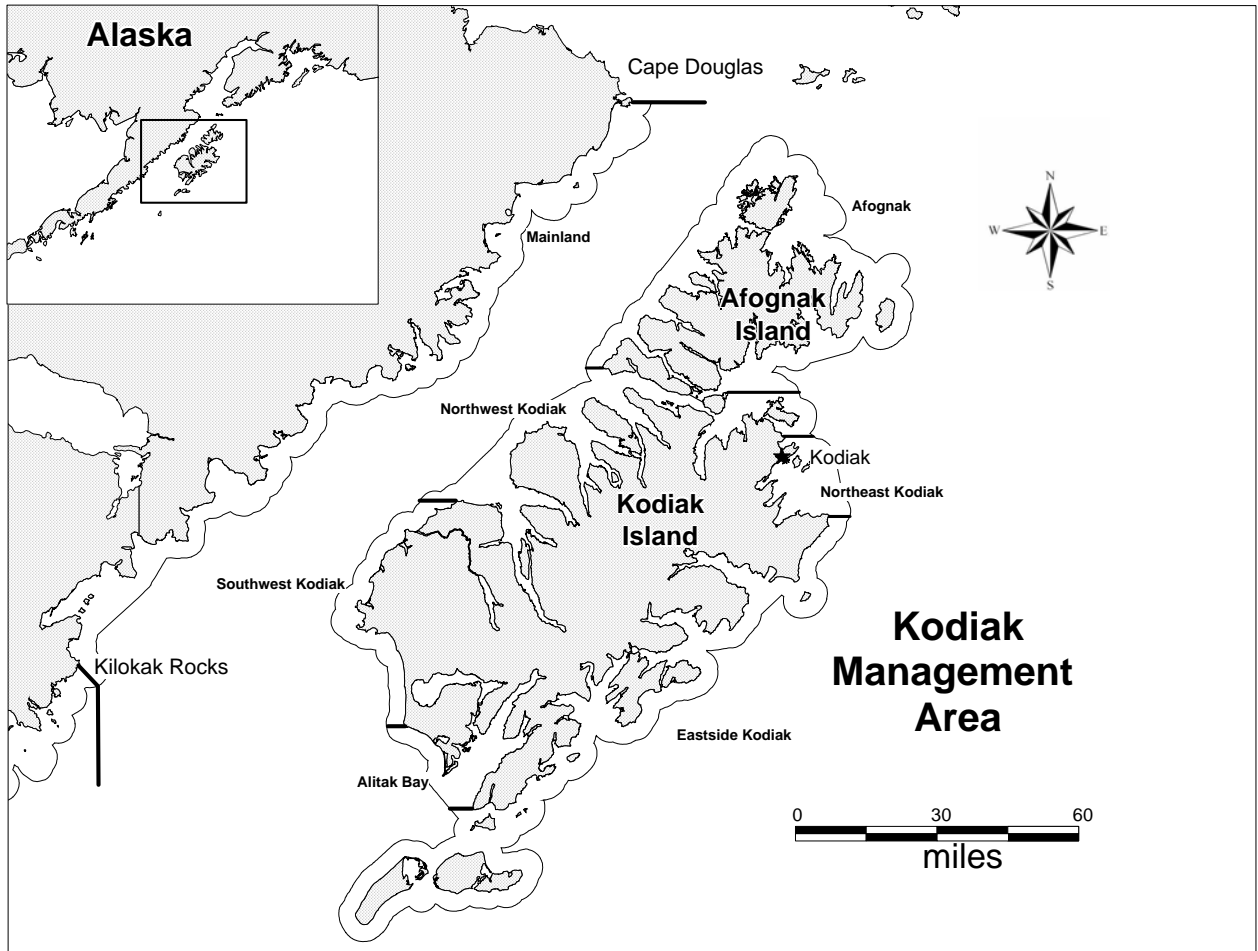 Alaska
Cape Douglas
N
W
E
S
Afognak
Mainland
Afognak
Island
Northwest Kodiak
Kodiak
Northeast Kodiak
Kodiak
Island
Southwest Kodiak
Kilokak Rocks
Kodiak
Management
Area
Eastside Kodiak
Alitak Bay
0 30 60
miles